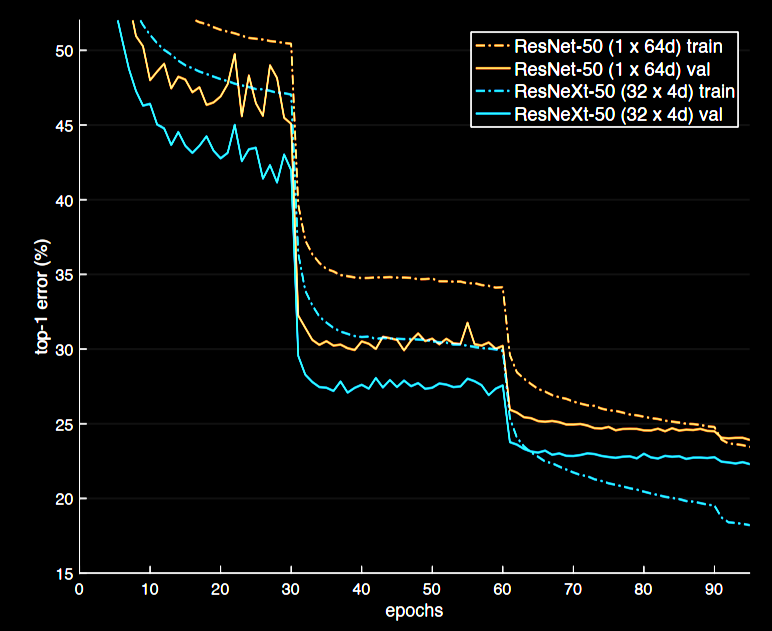 ResNet-50 (1 x 64d) train
ResNet-50 (1 x 64d) val
ResNeXt-50 (32 x 4d) train
ResNeXt-50 (32 x 4d) val
top-1 error (%)
50
45
40
35
30
25
20
15
0 10 20 30 40 50 60 70 80 90
epochs